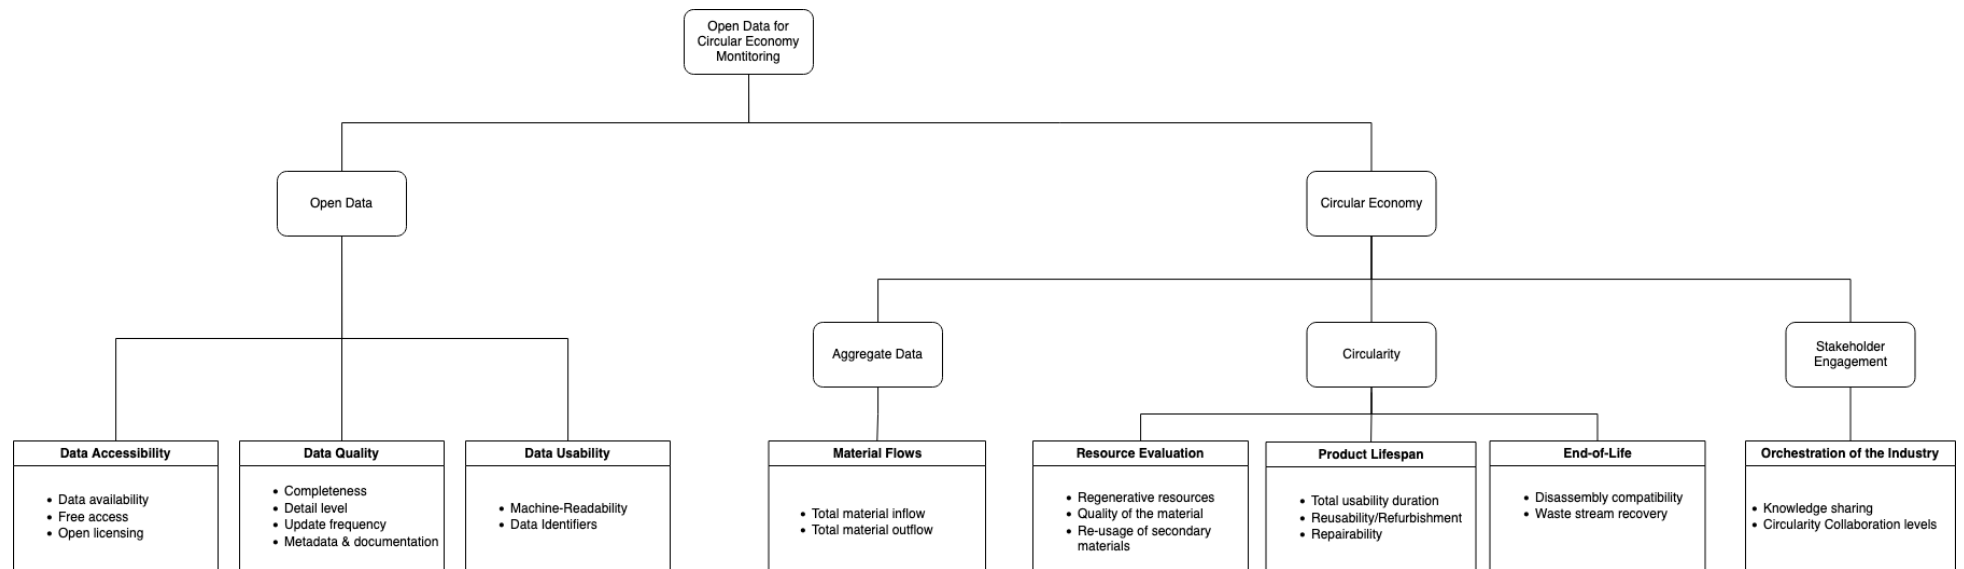 Open Data for
Circular Economy
Montitoring
Open Data
Circular Economy
Aggregate Data
Circularity
Stakeholder
Engagement
Data Accessibility
• Data availability
• Free access
• Open licensing
Data Quality
• Completeness
• Detail level
• Update frequency
• Metadata & documentation
Data Usability
• Machine-Readability
• Data Identifiers
Material Flows
• Total material inflow
• Total material outflow
Resource Evaluation
• Regenerative resources
• Quality of the material
• Re-usage of secondary
materials
Product Lifespan
• Total usability duration
• Reusability/Refurbishment
• Repairability
End-of-Life
• Disassembly compatibility
• Waste stream recovery
Orchestration of the Industry
• Knowledge sharing
• Circularity Collaboration levels